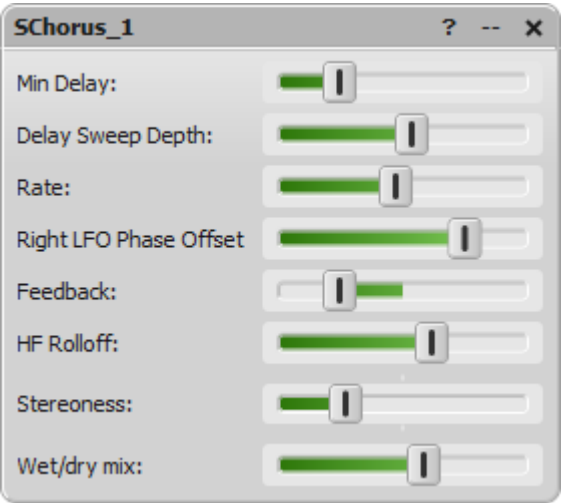 SChorus_1 ? -- ×
Min Delay:
Delay Sweep Depth:
Rate:
Right LFO Phase Offset
Feedback:
HF Rolloff:
Stereoness:
Wet/dry mix: